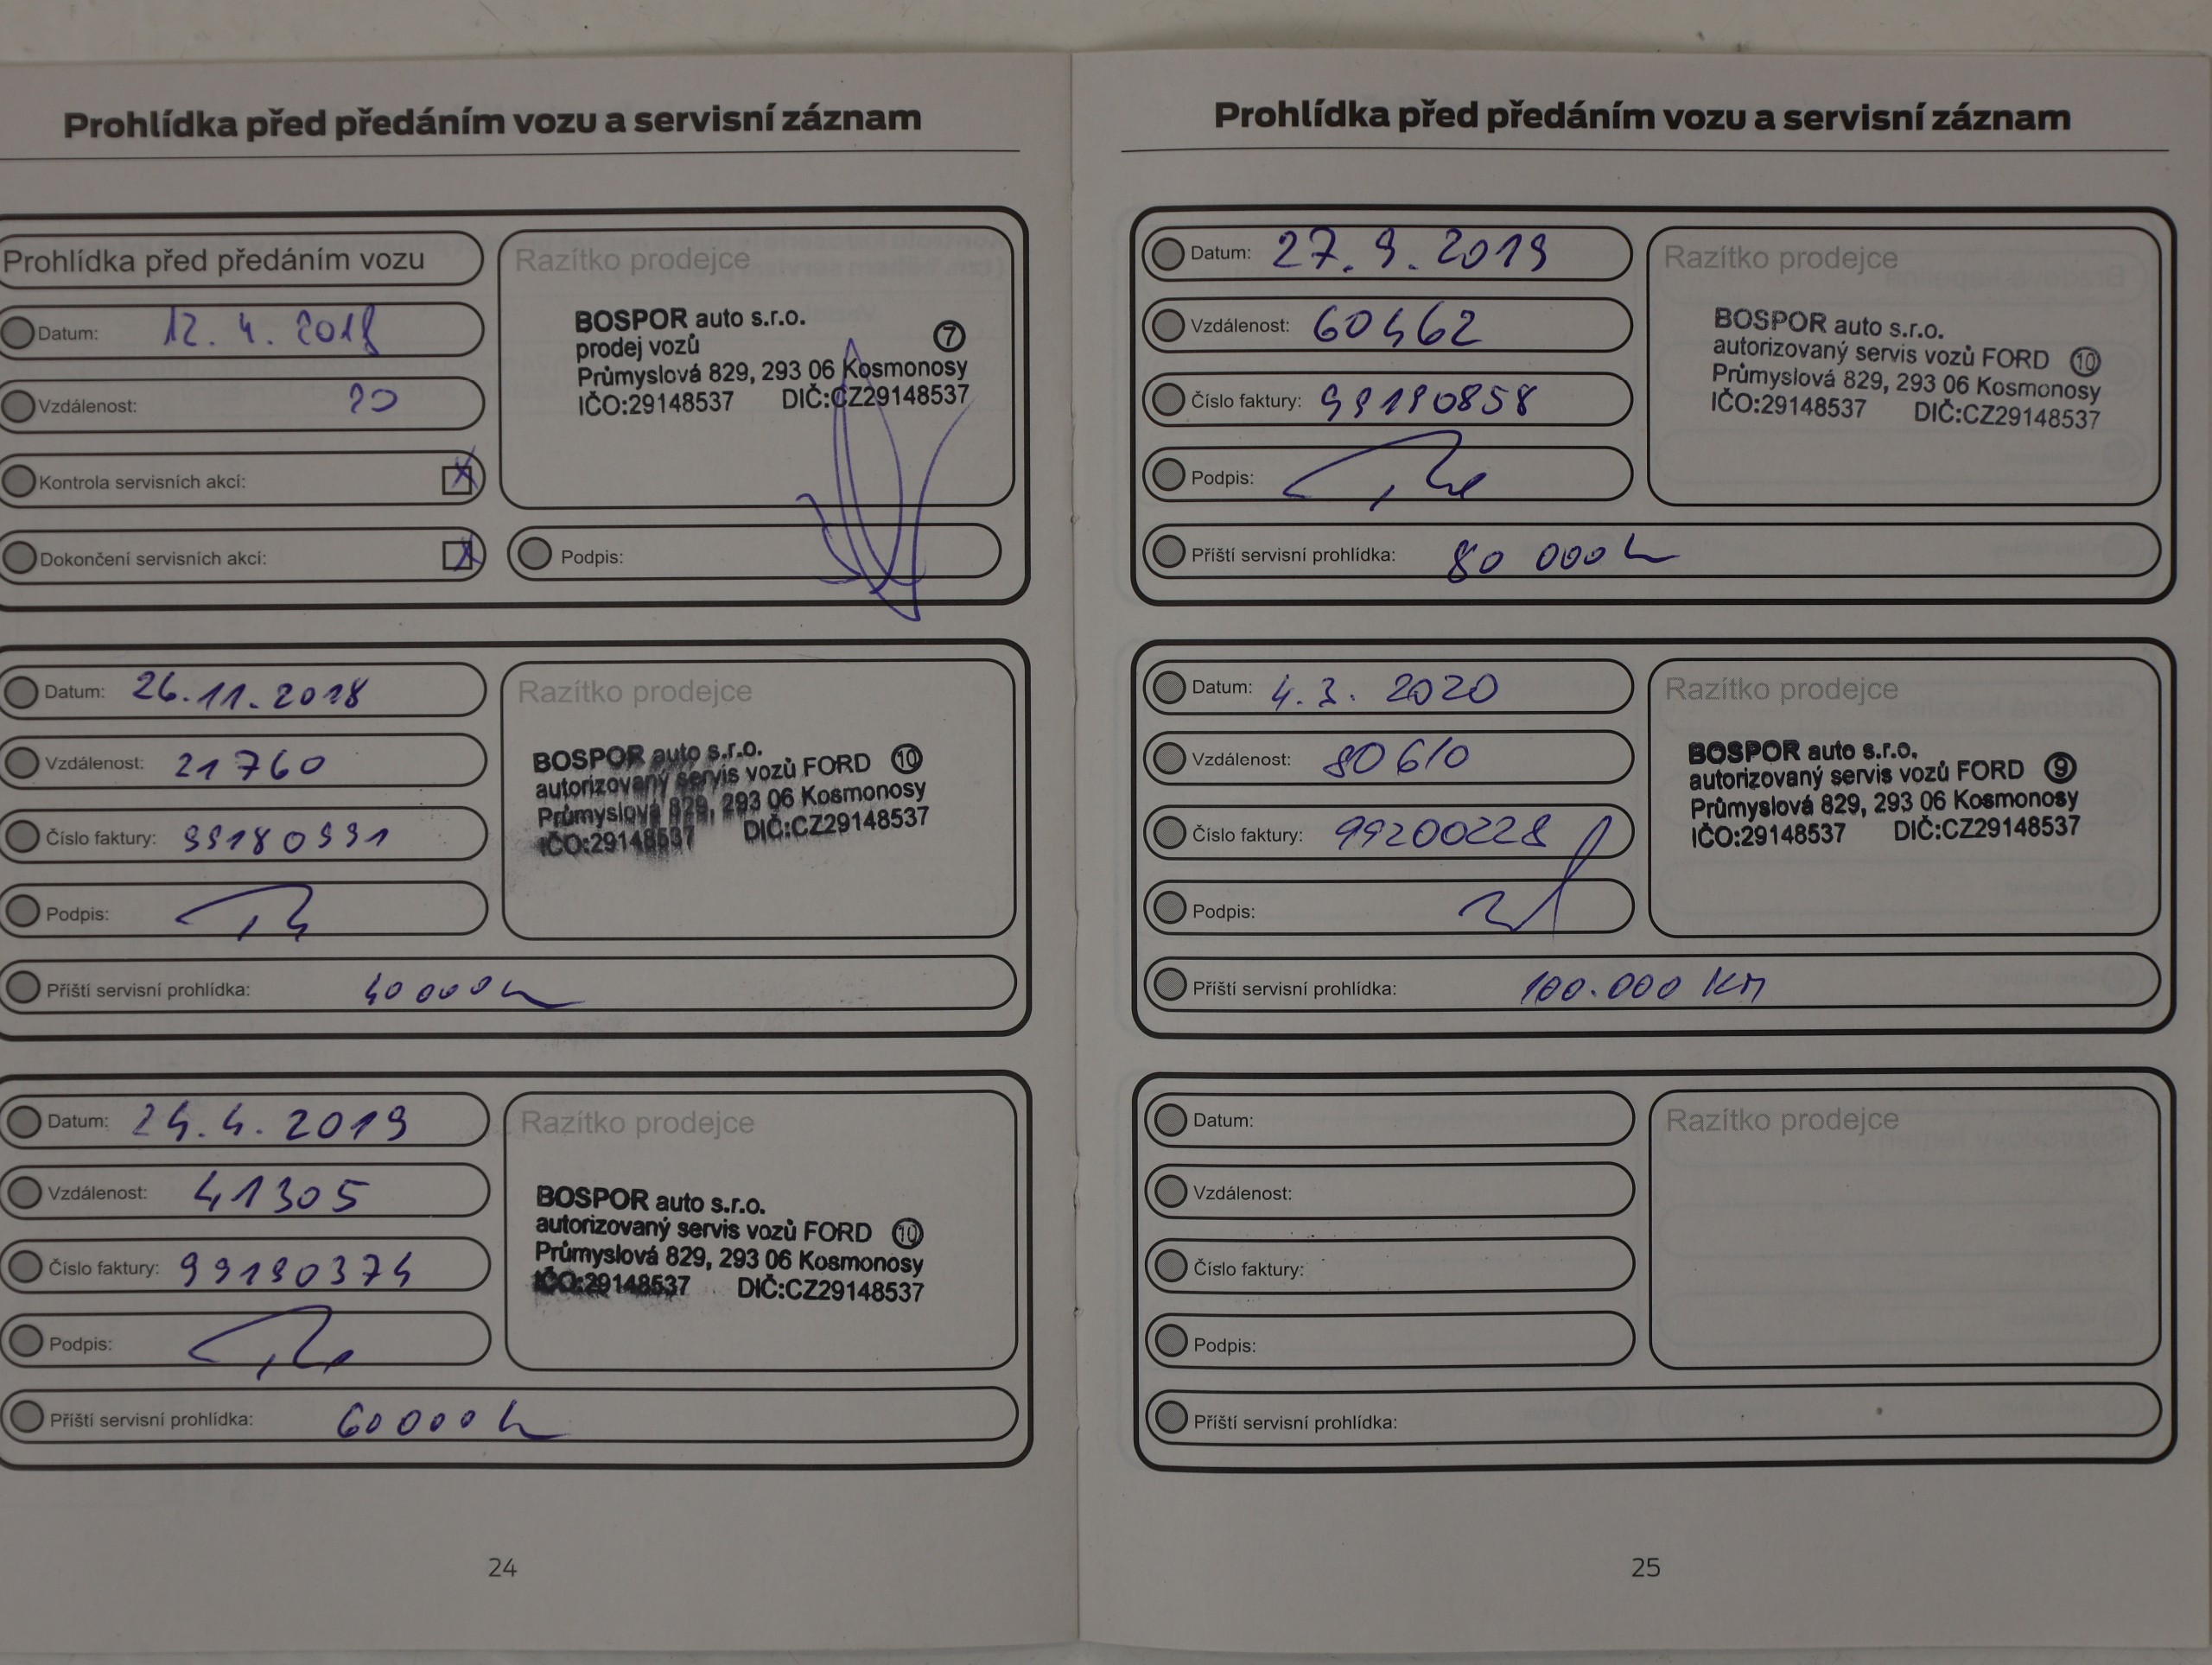 Prohlídka před předáním vozu a servisní záznam
Prohlídka před předáním vozu
Datum: 12. 4. 2018
Vzdálenost: 20
Kontrola servisních akcí: X
Dokončení servisních akcí: X
Razítko prodejce
BOSPOR auto s.r.o.
prodej vozů 7
Průmyslová 829, 293 06 Kosmonosy
IČO:29148537 DIČ:CZ29148537
Podpis:
Datum: 26.11.2018
Vzdálenost: 21760
Číslo faktury: 99180991
Podpis:
Příští servisní prohlídka: 40000
Razítko prodejce
BOSPOR auto s.r.o.
autorizovaný servis vozů FORD 10
Průmyslová 829, 293 06 Kosmonosy
IČO:29148537 DIČ:CZ29148537
Datum: 24.4.2019
Vzdálenost: 41305
Číslo faktury: 99190374
Podpis:
Příští servisní prohlídka: 60000
Razítko prodejce
BOSPOR auto s.r.o.
autorizovaný servis vozů FORD 10
Průmyslová 829, 293 06 Kosmonosy
IČO:29148537 DIČ:CZ29148537
24
Prohlídka před předáním vozu a servisní záznam
Datum: 27.9.2019
Vzdálenost: 60462
Číslo faktury: 99190858
Podpis:
Příští servisní prohlídka: 80 000
Razítko prodejce
BOSPOR auto s.r.o.
autorizovaný servis vozů FORD 10
Průmyslová 829, 293 06 Kosmonosy
IČO:29148537 DIČ:CZ29148537
Datum: 4.3. 2020
Vzdálenost: 80610
Číslo faktury: 99200228
Podpis:
Příští servisní prohlídka: 100.000 KM
Razítko prodejce
BOSPOR auto s.r.o.
autorizovaný servis vozů FORD 9
Průmyslová 829, 293 06 Kosmonosy
IČO:29148537 DIČ:CZ29148537
Datum:
Vzdálenost:
Číslo faktury:
Podpis:
Příští servisní prohlídka:
Razítko prodejce
25